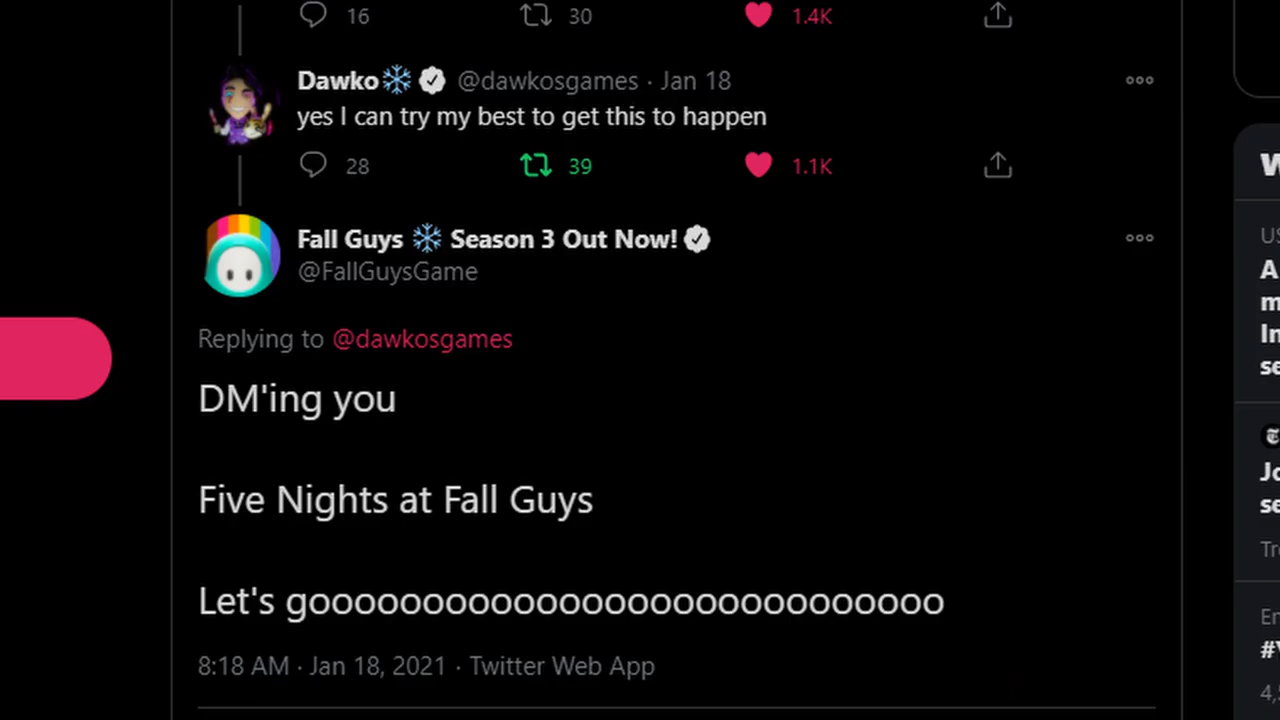 16 30 1.4K
Dawko @dawkosgames · Jan 18
yes I can try my best to get this to happen
28 39 1.1K
Fall Guys Season 3 Out Now!
@FallGuysGame
Replying to @dawkosgames
DM'ing you
Five Nights at Fall Guys
Let's goooooooooooooooooooooooooooo
8:18 AM · Jan 18, 2021 · Twitter Web App